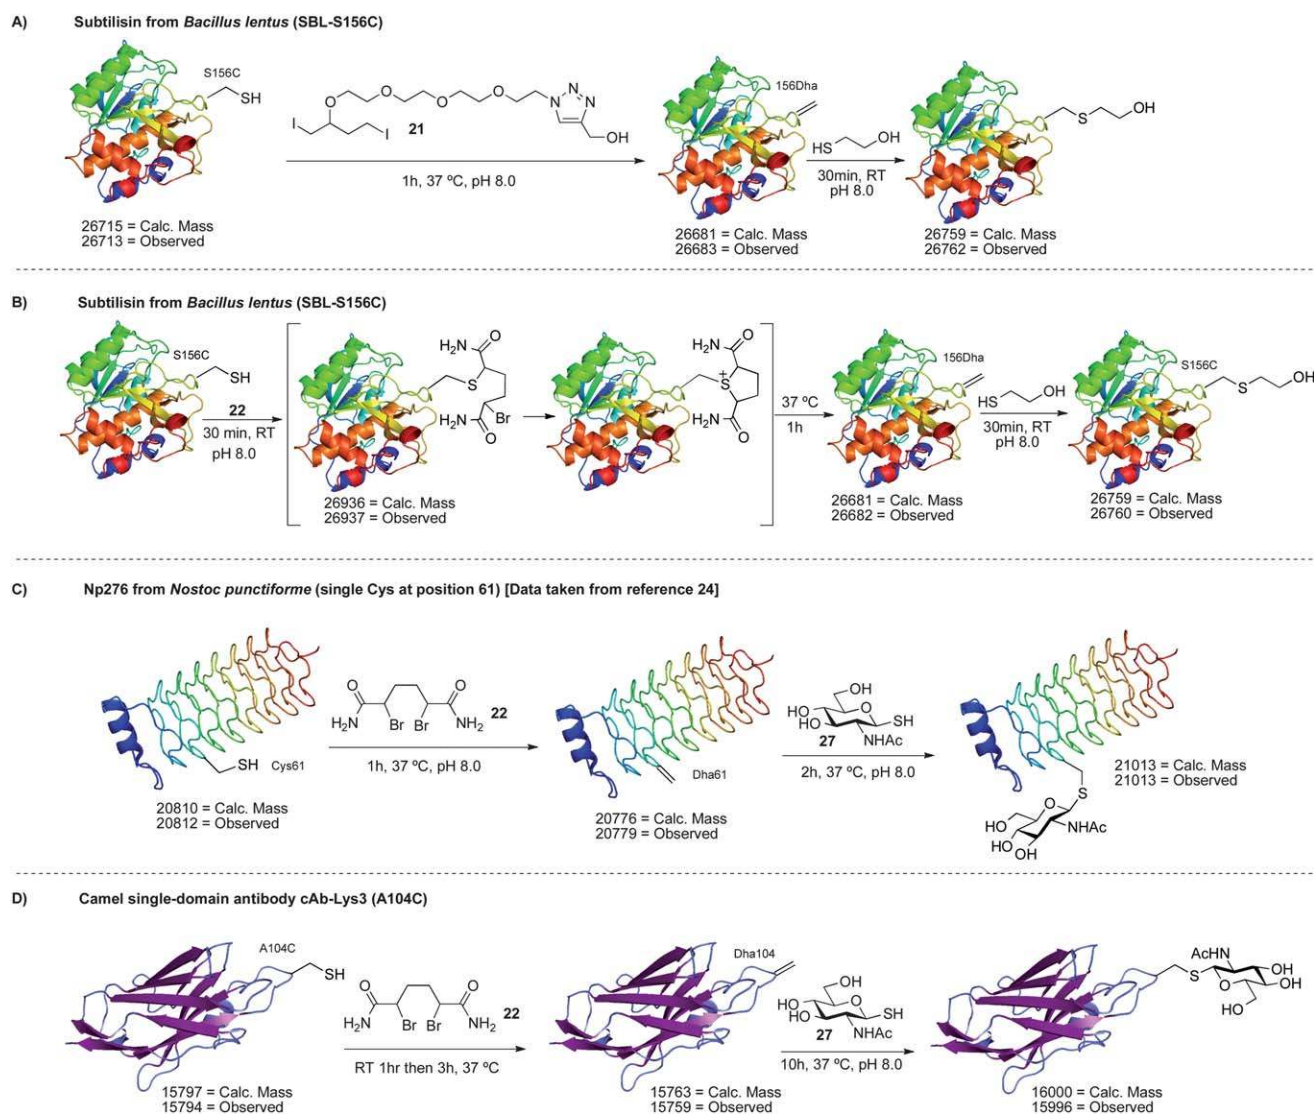 A) Subtilisin from Bacillus lentus (SBL-S156C)
S156C
SH
O
O
O
O
N
N
N
I
I
21
OH
1h, 37 ºC, pH 8.0
156Dha
HS
OH
30min, RT
pH 8.0
S
OH
26715 = Calc. Mass
26713 = Observed
26681 = Calc. Mass
26683 = Observed
26759 = Calc. Mass
26762 = Observed
B) Subtilisin from Bacillus lentus (SBL-S156C)
S156C
SH
22
30 min, RT
pH 8.0
H2N
O
S
Br
H2N
O
26936 = Calc. Mass
26937 = Observed
H2N
O
S+
H2N
O
37 ºC
1h
156Dha
26681 = Calc. Mass
26682 = Observed
HS
OH
30min, RT
pH 8.0
S156C
S
OH
26759 = Calc. Mass
26760 = Observed
C) Np276 from Nostoc punctiforme (single Cys at position 61) [Data taken from reference 24]
SH
Cys61
20810 = Calc. Mass
20812 = Observed
O
O
H2N
Br
Br
NH2
22
1h, 37 ºC, pH 8.0
Dha61
20776 = Calc. Mass
20779 = Observed
OH
HO
O
HO
SH
27
NHAc
2h, 37 ºC, pH 8.0
S
O
HO
NHAc
HO
OH
21013 = Calc. Mass
21013 = Observed
D) Camel single-domain antibody cAb-Lys3 (A104C)
A104C
SH
15797 = Calc. Mass
15794 = Observed
O
O
H2N
Br
Br
NH2
22
RT 1hr then 3h, 37 ºC
Dha104
15763 = Calc. Mass
15759 = Observed
OH
HO
O
HO
SH
27
NHAc
10h, 37 ºC, pH 8.0
AcHN
OH
S
O
OH
HO
16000 = Calc. Mass
15996 = Observed